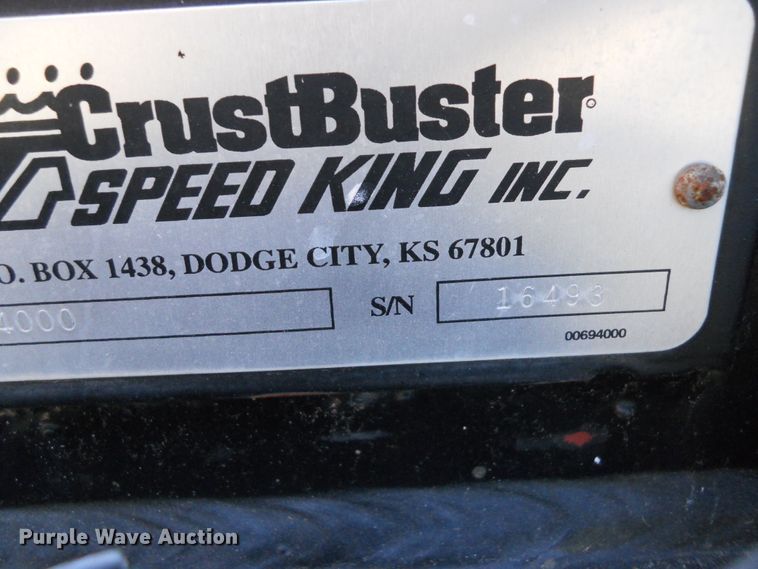 CrustBuster
SPEED KING INC.
O. BOX 1438, DODGE CITY, KS 67801
4000 S/N 16493
00694000
Purple Wave Auction